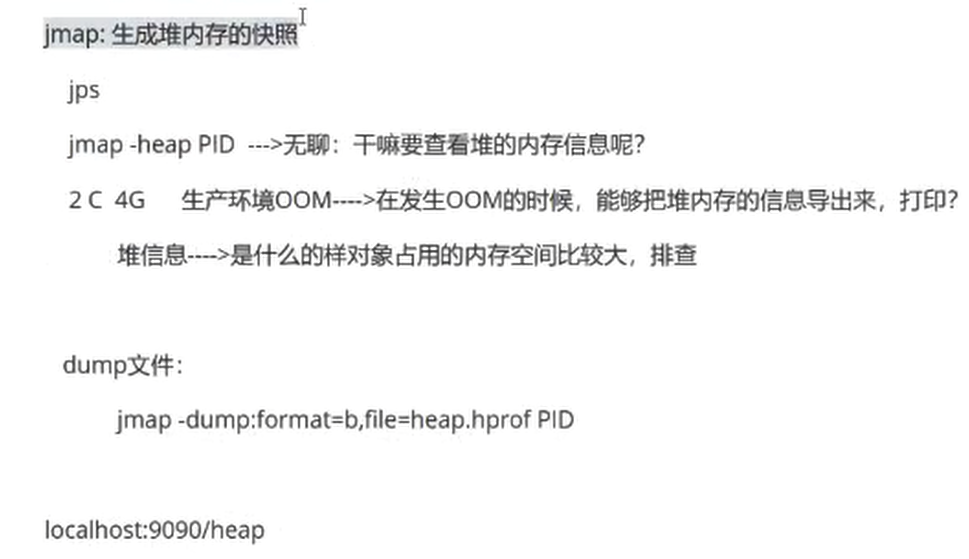 jmap: 生成堆内存的快照
jps
jmap -heap PID --->无聊：干嘛要查看堆的内存信息呢？
2 C 4G 生产环境OOM---->在发生OOM的时候，能够把堆内存的信息导出来，打印？
堆信息---->是什么的样对象占用的内存空间比较大，排查
dump文件：
jmap -dump:format=b,file=heap.hprof PID
localhost:9090/heap